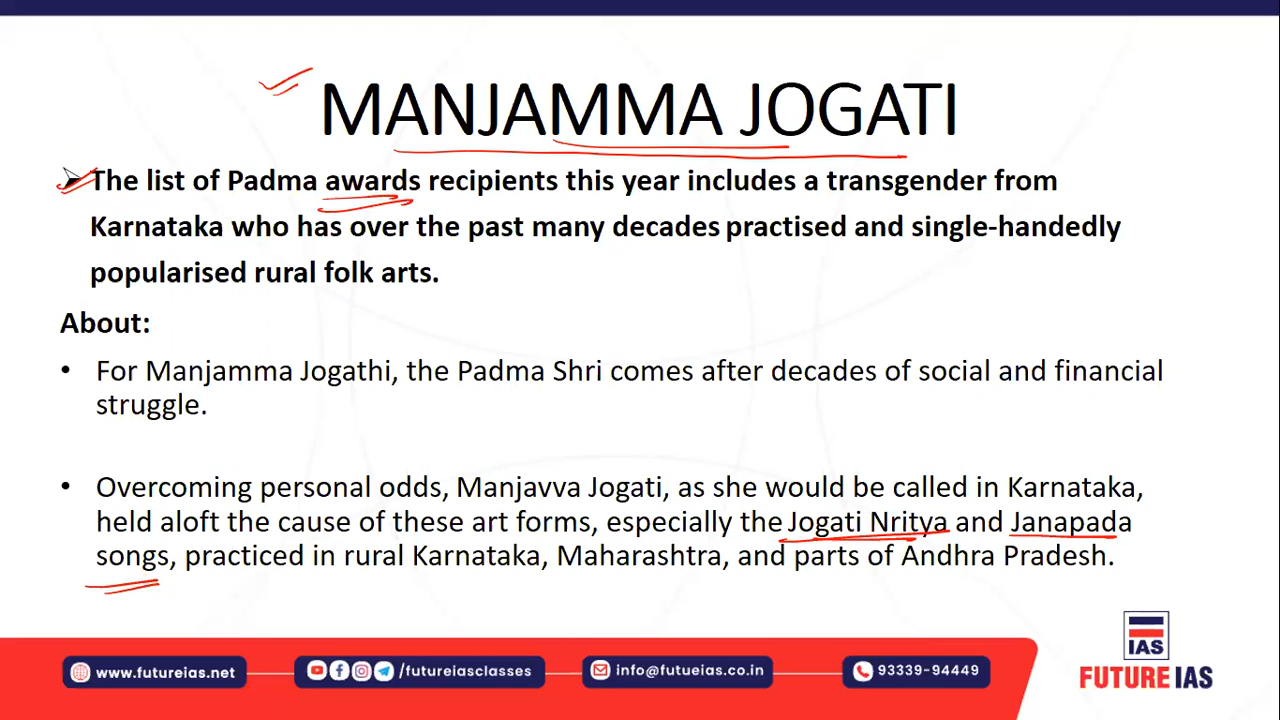 MANJAMMA JOGATI
The list of Padma awards recipients this year includes a transgender from
Karnataka who has over the past many decades practised and single-handedly
popularised rural folk arts.
About:
• For Manjamma Jogathi, the Padma Shri comes after decades of social and financial
struggle.
• Overcoming personal odds, Manjavva Jogati, as she would be called in Karnataka,
held aloft the cause of these art forms, especially the Jogati Nritya and Janapada
songs, practiced in rural Karnataka, Maharashtra, and parts of Andhra Pradesh.
IAS
www.futureias.net /futureiasclasses info@futueias.co.in 93339-94449 FUTURE IAS